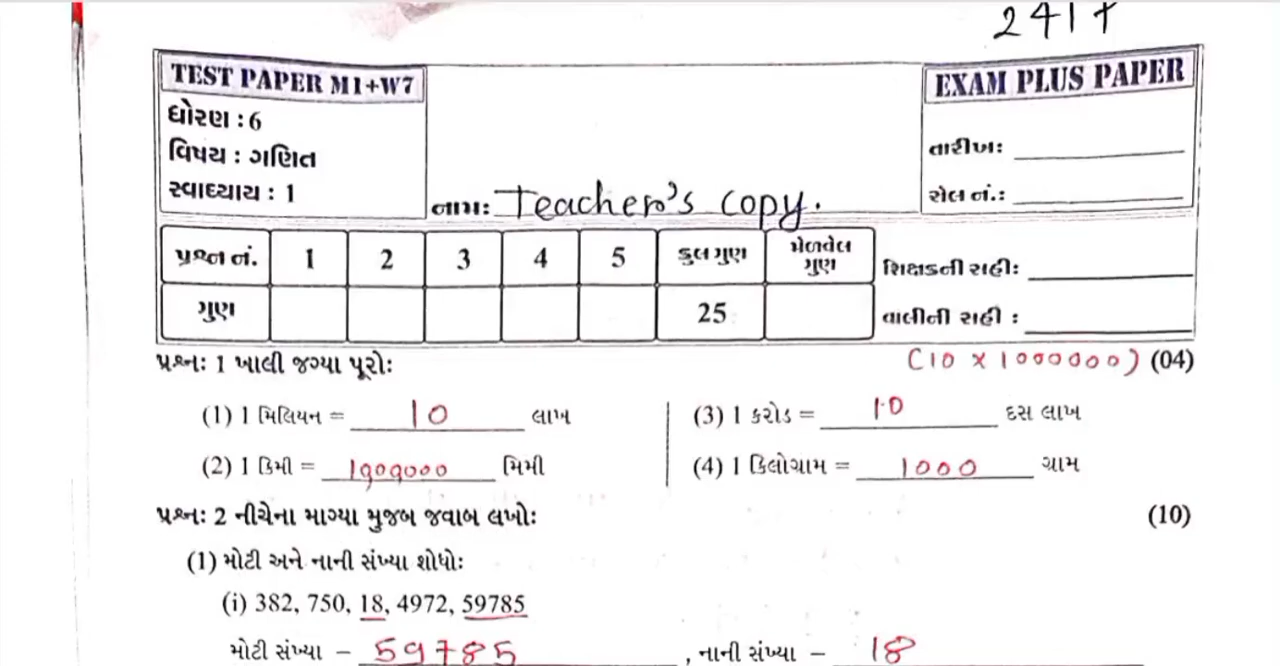 2417
TEST PAPER M1+W7
ધોરણ : 6
વિષય : ગણિત
સ્વાધ્યાય : 1
નામ: Teacher's copy.
EXAM PLUS PAPER
તારીખ:
રોલ નં.:
પ્રશ્ન નં. 1 2 3 4 5 કુલ ગુણ મેળવેલ ગુણ
ગુણ 25
શિક્ષકની સહી:
વાલીની સહી :
પ્રશ્ન: 1 ખાલી જગ્યા પૂરો: (10 x 1000000) (04)
(1) 1 મિલિયન = 10 લાખ
(2) 1 કિમી = 1000000 મિમી
(3) 1 કરોડ = 10 દસ લાખ
(4) 1 કિલોગ્રામ = 1000 ગ્રામ
પ્રશ્ન: 2 નીચેના માગ્યા મુજબ જવાબ લખો: (10)
(1) મોટી અને નાની સંખ્યા શોધો:
(i) 382, 750, 18, 4972, 59785
મોટી સંખ્યા – 59785 , નાની સંખ્યા – 18